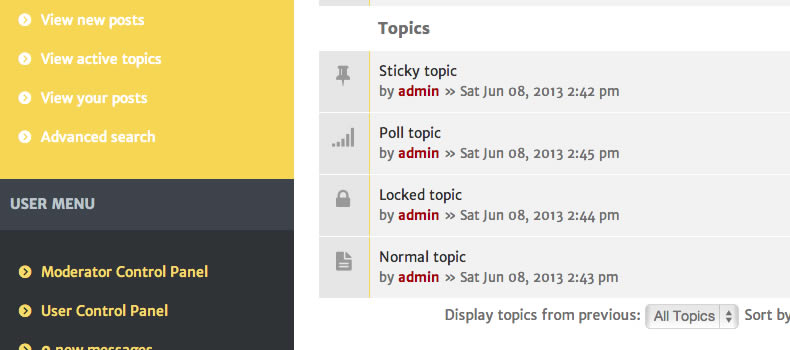 View new posts
View active topics
View your posts
Advanced search
USER MENU
Moderator Control Panel
User Control Panel
0 new messages
Topics
Sticky topic
by admin » Sat Jun 08, 2013 2:42 pm
Poll topic
by admin » Sat Jun 08, 2013 2:45 pm
Locked topic
by admin » Sat Jun 08, 2013 2:44 pm
Normal topic
by admin » Sat Jun 08, 2013 2:43 pm
Display topics from previous: All Topics Sort by